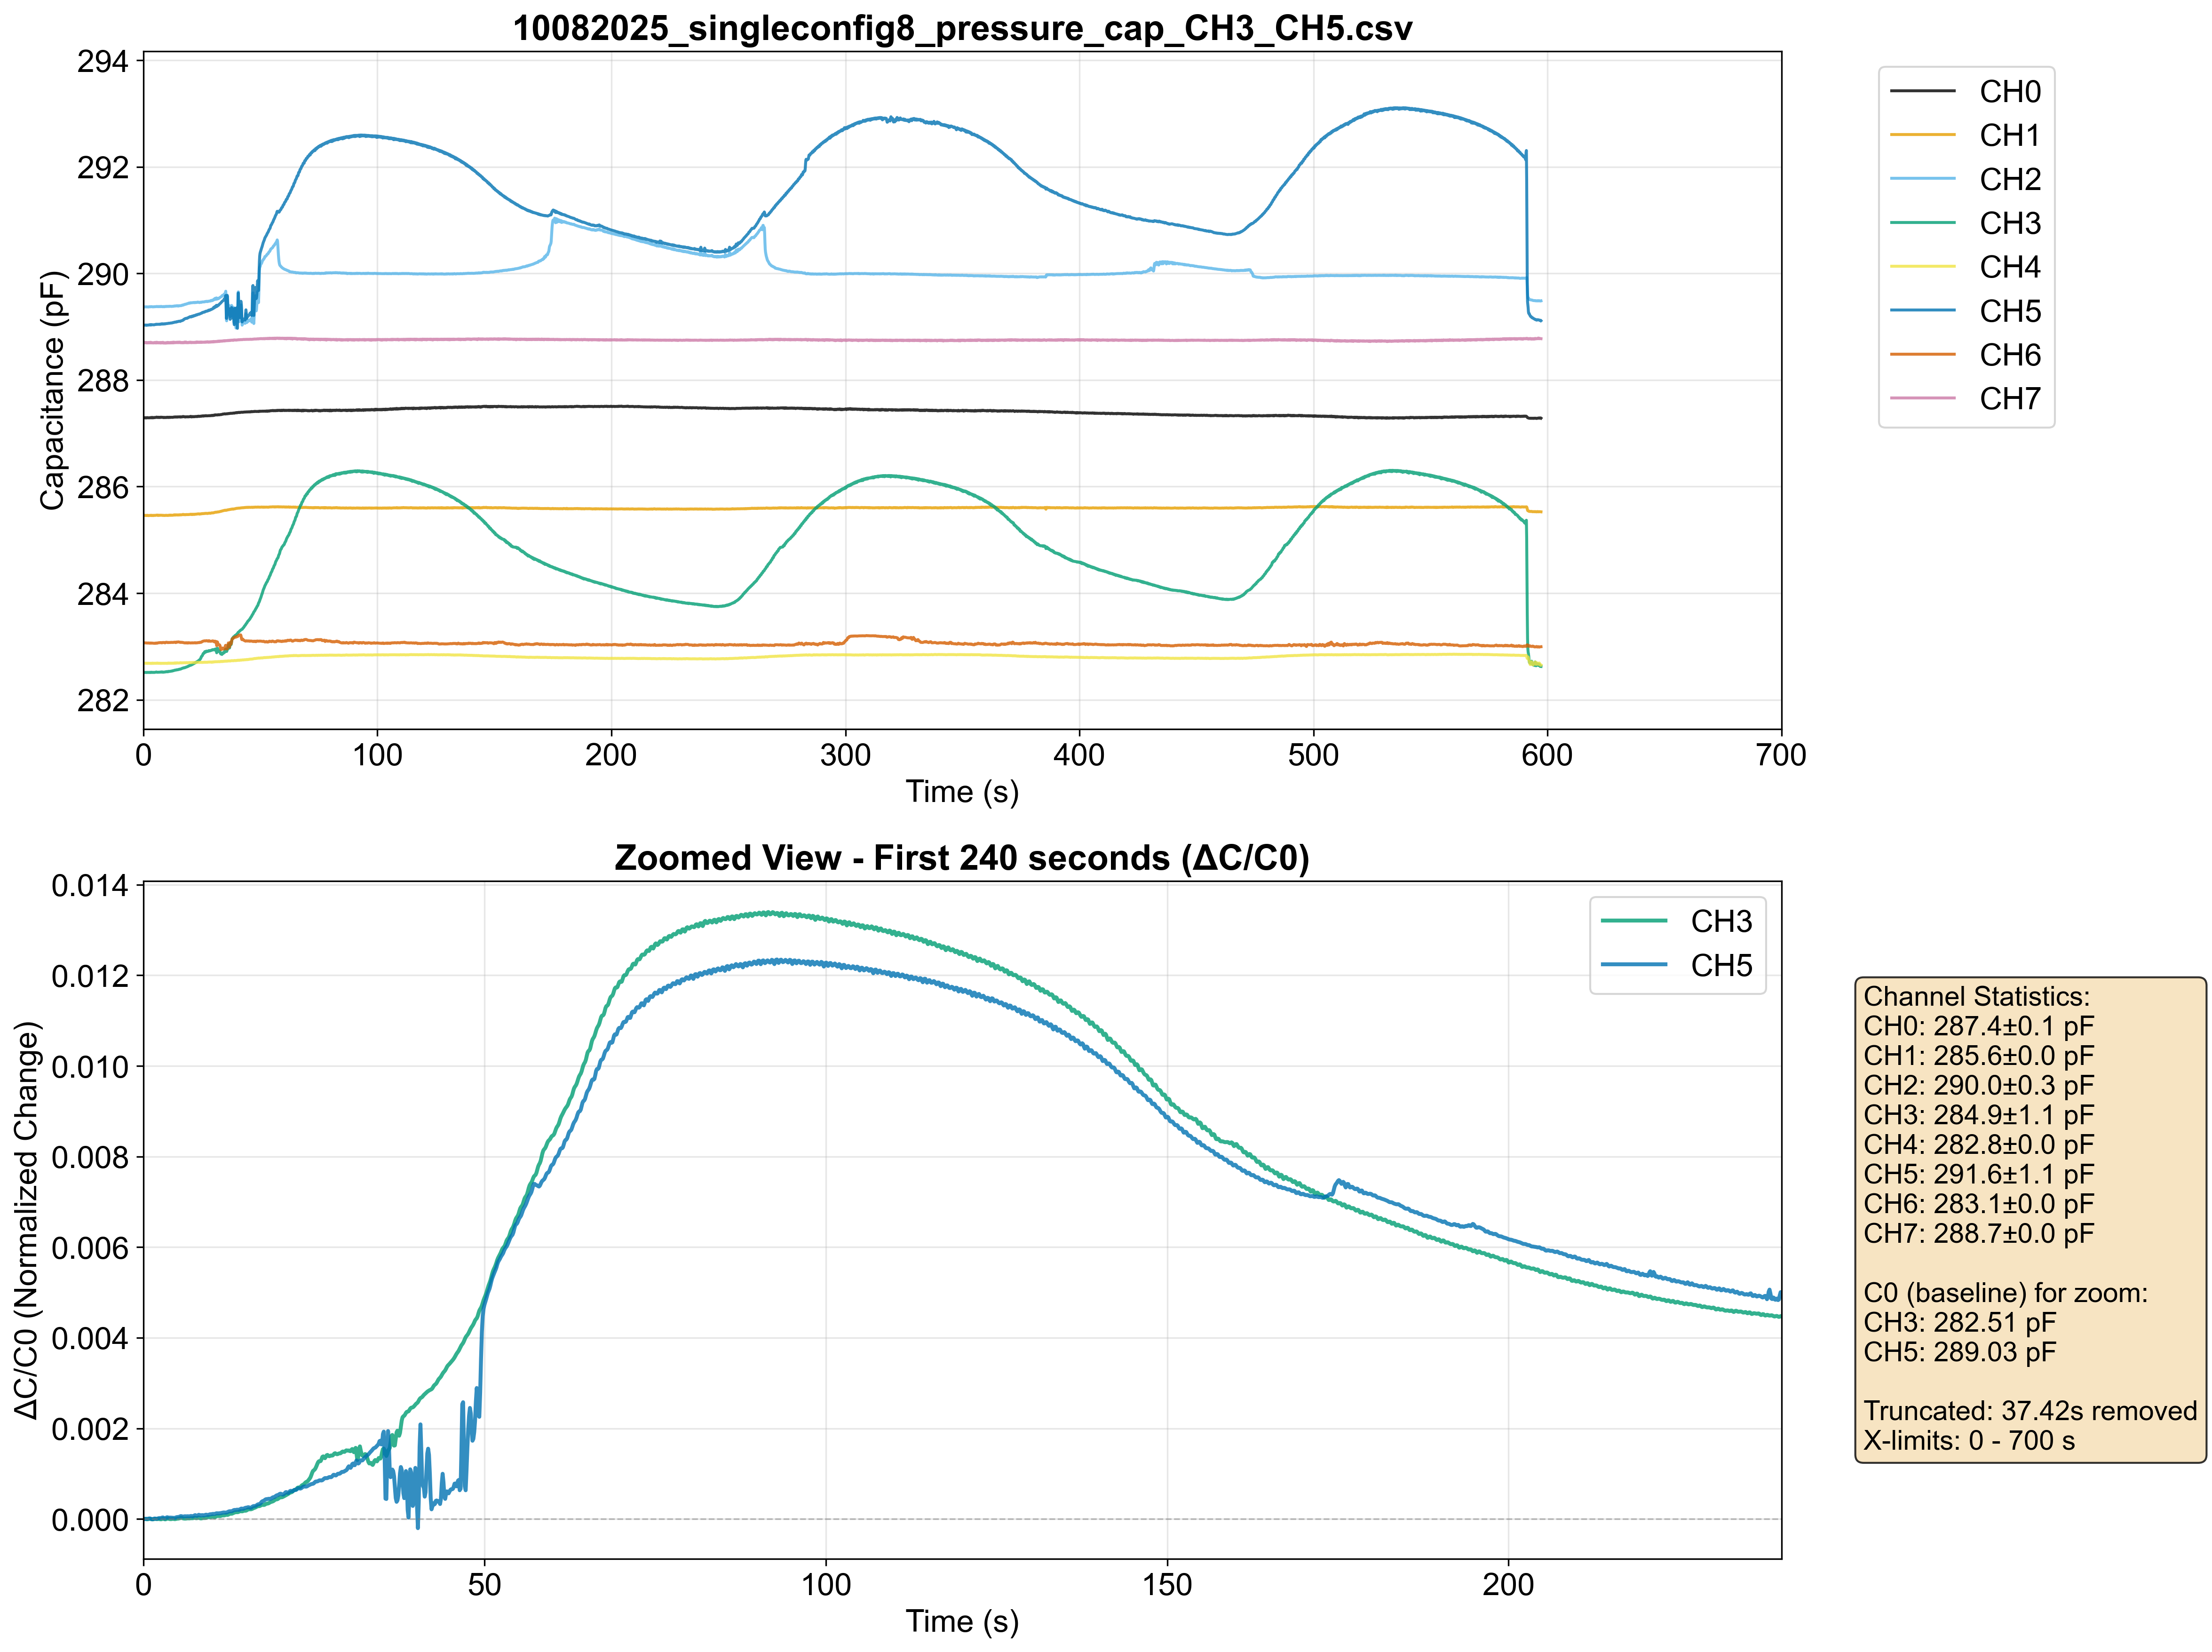 10082025_singleconfig8_pressure_cap_CH3_CH5.csv
294
292
290
288
286
284
282
Capacitance (pF)
0
100
200
300
400
500
600
700
Time (s)
CH0
CH1
CH2
CH3
CH4
CH5
CH6
CH7
Zoomed View - First 240 seconds (ΔC/C0)
0.014
0.012
0.010
0.008
0.006
0.004
0.002
0.000
ΔC/C0 (Normalized Change)
0
50
100
150
200
Time (s)
CH3
CH5
Channel Statistics:
CH0: 287.4±0.1 pF
CH1: 285.6±0.0 pF
CH2: 290.0±0.3 pF
CH3: 284.9±1.1 pF
CH4: 282.8±0.0 pF
CH5: 291.6±1.1 pF
CH6: 283.1±0.0 pF
CH7: 288.7±0.0 pF
C0 (baseline) for zoom:
CH3: 282.51 pF
CH5: 289.03 pF
Truncated: 37.42s removed
X-limits: 0 - 700 s